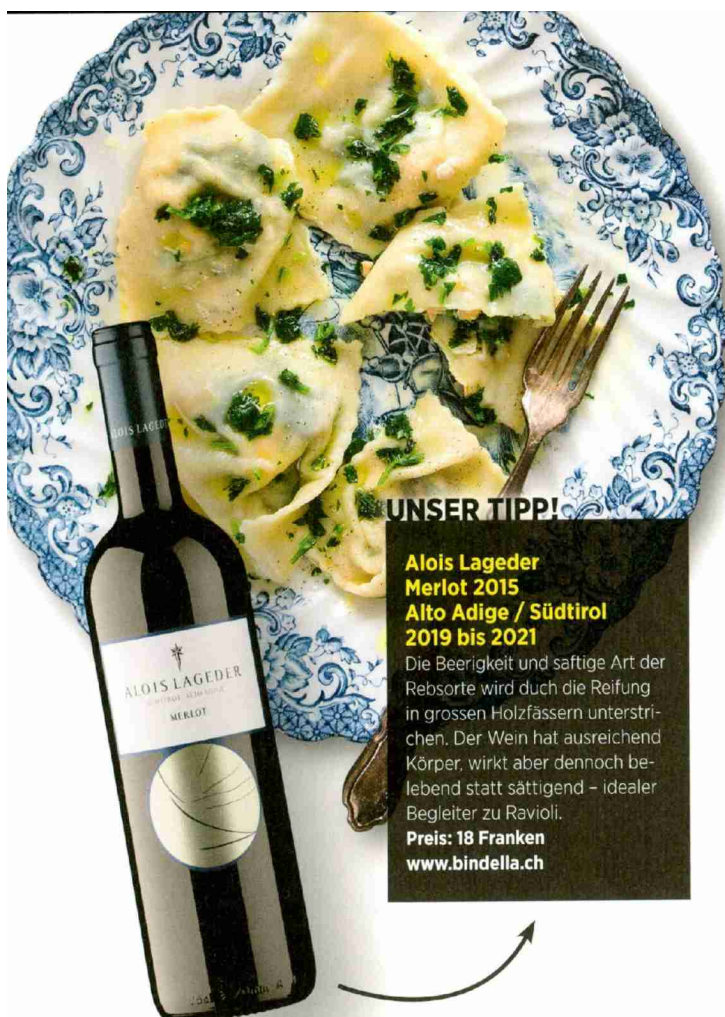 UNSER TIPP!
Alois Lageder
Merlot 2015
Alto Adige / Südtirol
2019 bis 2021
Die Beerigkeit und saftige Art der
Rebsorte wird duch die Reifung
in grossen Holzfässern unterstri-
chen. Der Wein hat ausreichend
Körper, wirkt aber dennoch be-
lebend statt sättigend – idealer
Begleiter zu Ravioli.
Preis: 18 Franken
www.bindella.ch
ALOIS LAGEDER
MERLOT